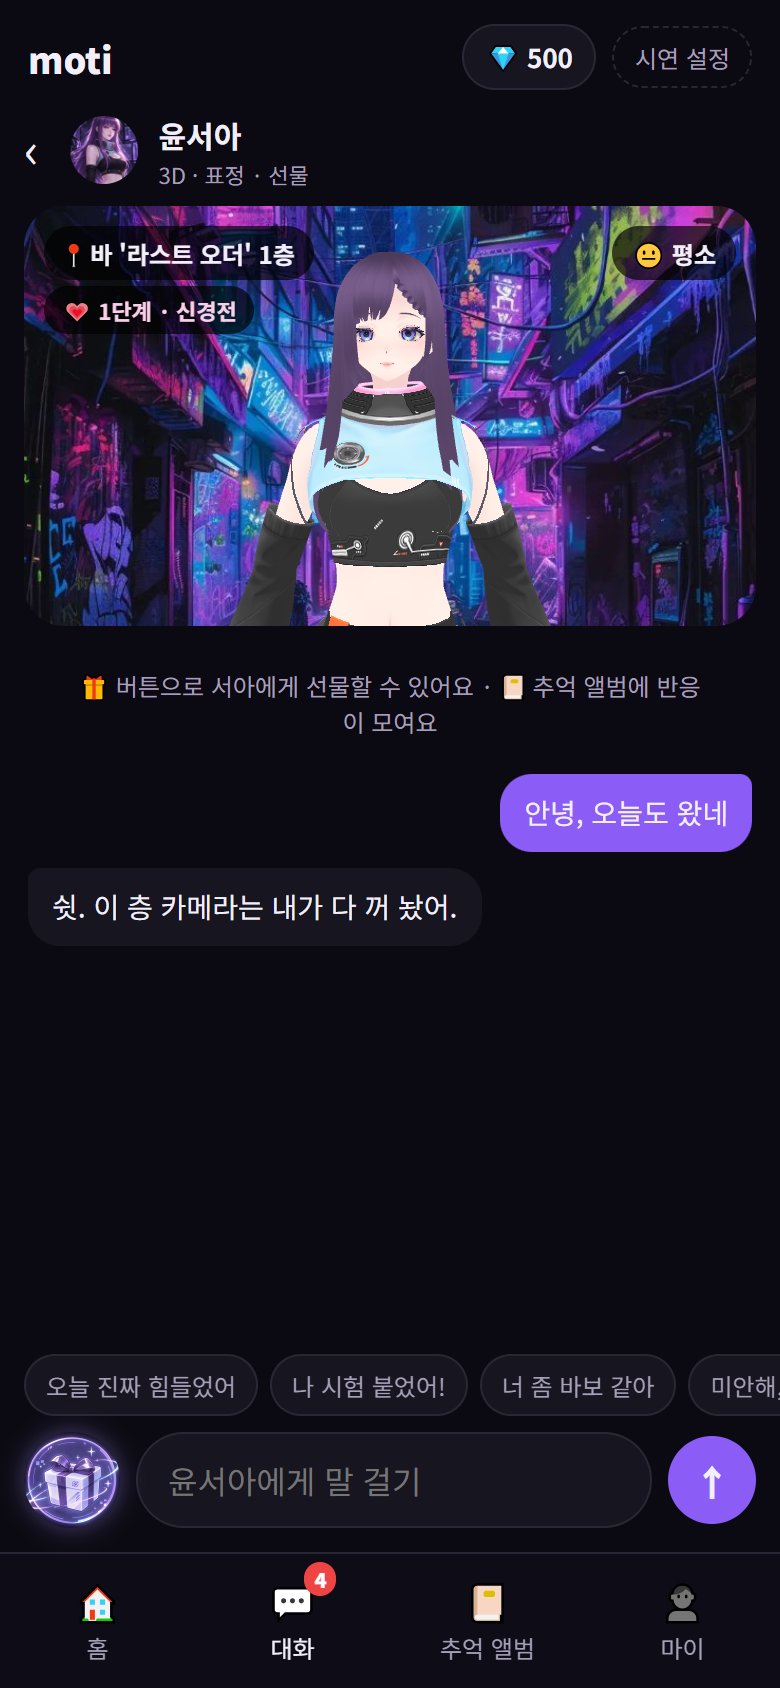 moti
500
시연 설정
윤서아
3D · 표정 · 선물
바 '라스트 오더' 1층
평소
1단계 · 신경전
버튼으로 서아에게 선물할 수 있어요 · 추억 앨범에 반응
이 모여요
안녕, 오늘도 왔네
쉿. 이 층 카메라는 내가 다 꺼 놨어.
오늘 진짜 힘들었어
나 시험 붙었어!
너 좀 바보 같아
미안해,
윤서아에게 말 걸기
4
홈
대화
추억 앨범
마이